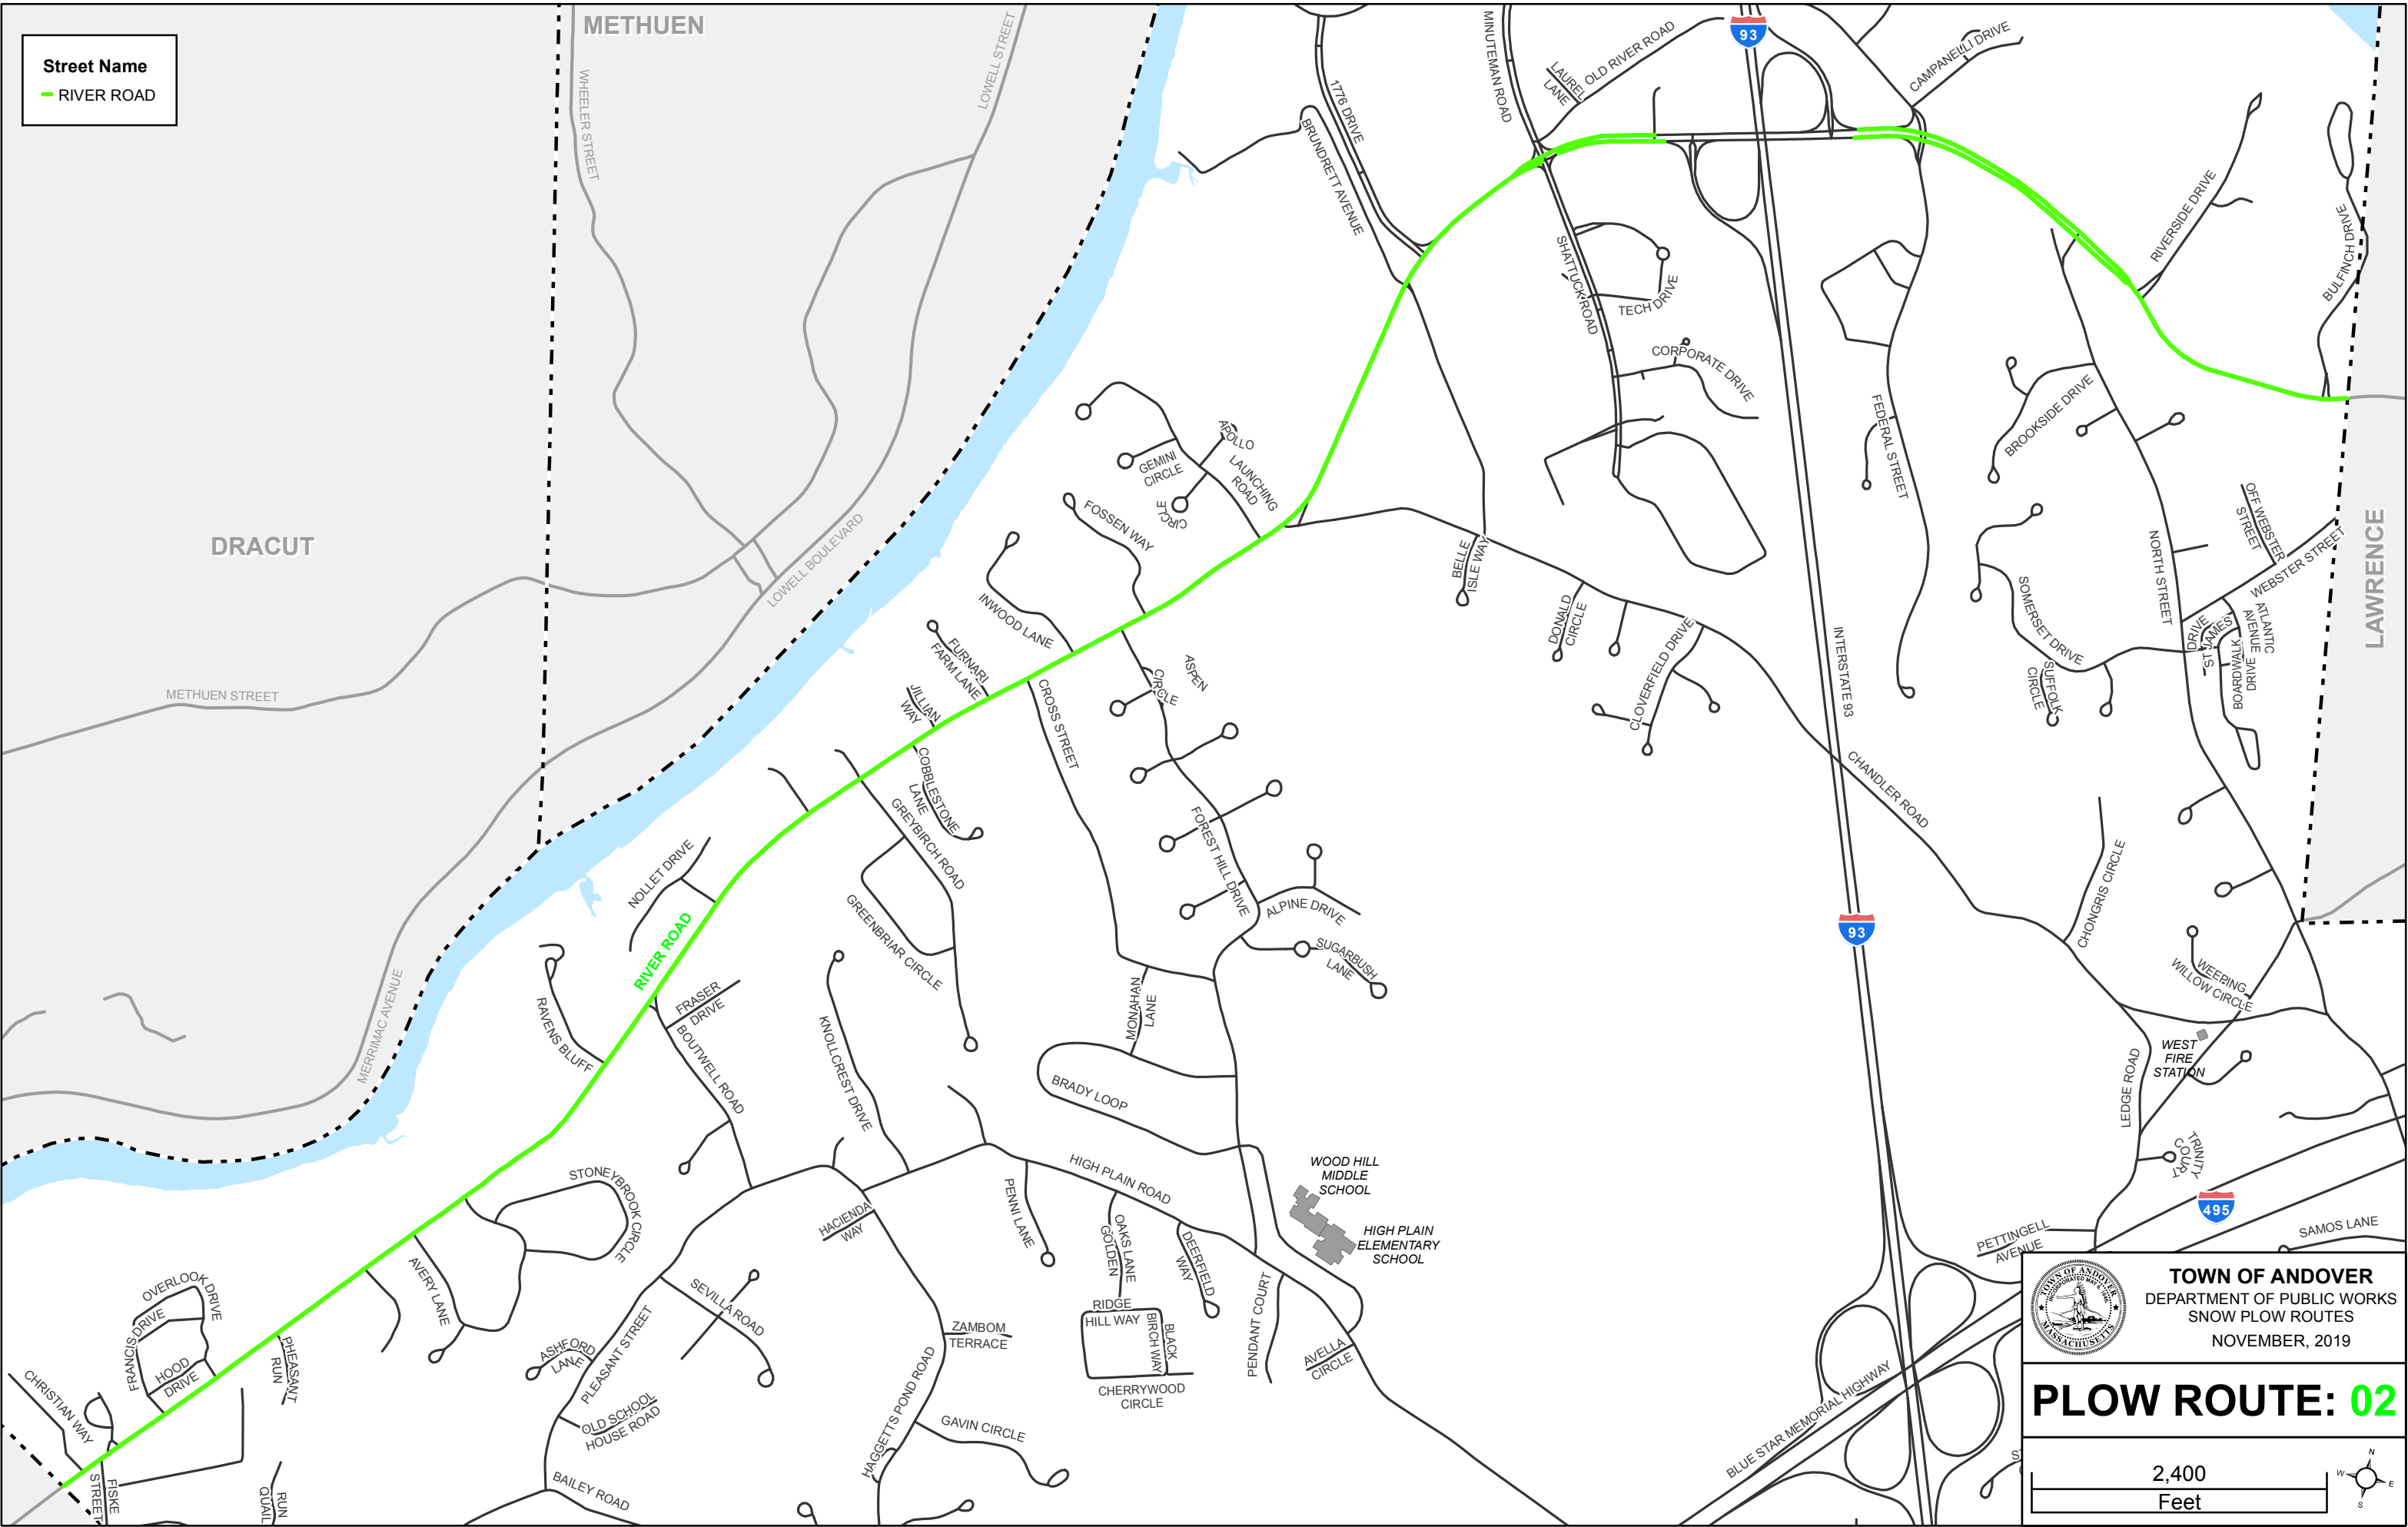 Street Name
RIVER ROAD
METHUEN
DRACUT
LAWRENCE
WHEELER STREET
LOWELL STREET
LOWELL BOULEVARD
METHUEN STREET
MERRIMAC AVENUE
1776 DRIVE
BRUNDRETT AVENUE
MINUTEMAN ROAD
LAUREL
LANE
OLD RIVER ROAD
93
CAMPANELLI DRIVE
RIVERSIDE DRIVE
BULFINCH DRIVE
SHATTUCK ROAD
TECH DRIVE
CORPORATE DRIVE
FEDERAL STREET
BROOKSIDE DRIVE
NORTH STREET
OFF WEBSTER
STREET
WEBSTER STREET
SOMERSET DRIVE
SUFFOLK
CIRCLE
ST JAMES
DRIVE
ATLANTIC
AVENUE
BOARDWALK
DRIVE
APOLLO
CIRCLE
GEMINI
CIRCLE
LAUNCHING
ROAD
FOSSEN WAY
INWOOD LANE
FURNARI
FARM LANE
JILLIAN
WAY
CROSS STREET
ASPEN
CIRCLE
BELLE
ISLE WAY
DONALD
CIRCLE
CLOVERFIELD DRIVE
INTERSTATE 93
CHANDLER ROAD
COBBLESTONE
LANE
GREYBIRCH ROAD
GREENBRIAR CIRCLE
NOLLET DRIVE
RIVER ROAD
FOREST HILL DRIVE
ALPINE DRIVE
SUGARBUSH
LANE
93
CHONGRIS CIRCLE
WEEPING
WILLOW CIRCLE
WEST
FIRE
STATION
LEDGE ROAD
TRINITY
COURT
495
SAMOS LANE
PETTINGELL
AVENUE
RAVENS BLUFF
FRASER
DRIVE
BOUTWELL ROAD
KNOLLCREST DRIVE
MONAHAN
LANE
BRADY LOOP
HIGH PLAIN ROAD
WOOD HILL
MIDDLE
SCHOOL
HIGH PLAIN
ELEMENTARY
SCHOOL
STONEYBROOK CIRCLE
HACIENDA
WAY
PENNI LANE
GOLDEN
OAKS LANE
DEERFIELD
WAY
PENDANT COURT
AVELLA
CIRCLE
RIDGE
HILL WAY
BLACK
BIRCH WAY
CHERRYWOOD
CIRCLE
ZAMBOM
TERRACE
HAGGETTS POND ROAD
GAVIN CIRCLE
SEVILLA ROAD
PLEASANT STREET
ASHFORD
LANE
OLD SCHOOL
HOUSE ROAD
BAILEY ROAD
AVERY LANE
OVERLOOK DRIVE
FRANCIS DRIVE
HOOD
DRIVE
PHEASANT
RUN
CHRISTIAN WAY
FISKE
STREET
QUAIL
RUN
BLUE STAR MEMORIAL HIGHWAY
TOWN OF ANDOVER
MASSACHUSETTS
TOWN OF ANDOVER
DEPARTMENT OF PUBLIC WORKS
SNOW PLOW ROUTES
NOVEMBER, 2019
PLOW ROUTE: 02
2,400
Feet
N
W
E
S